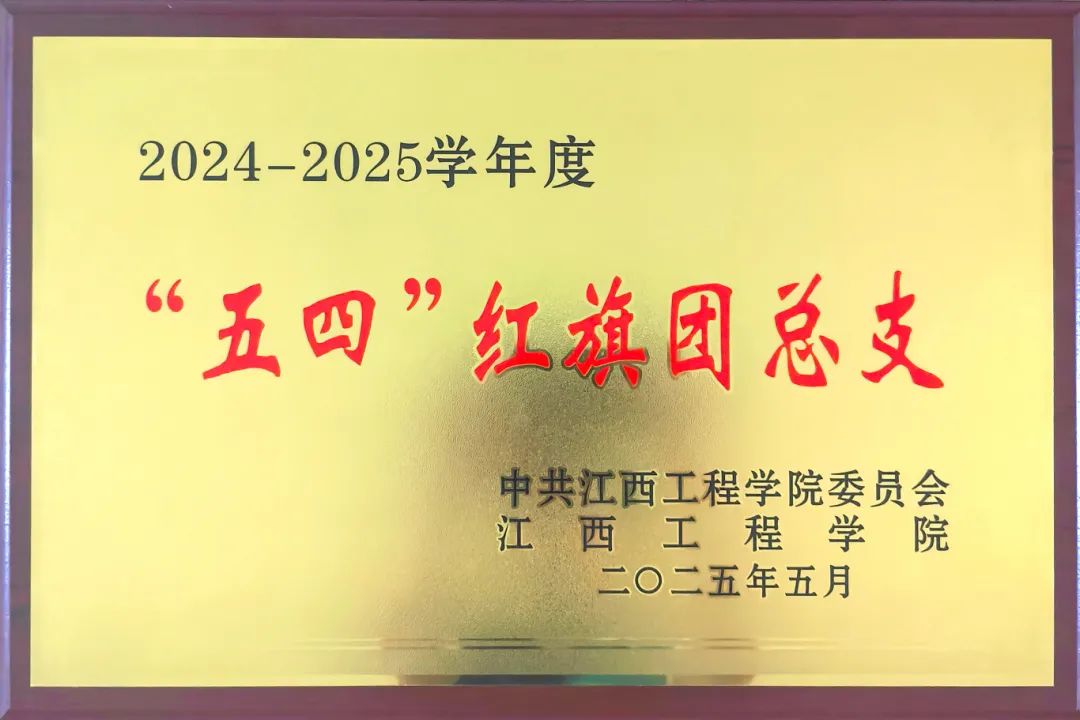 2024-2025学年度
“五四”红旗团总支
中共江西工程学院委员会
江西工程学院
二〇二五年五月